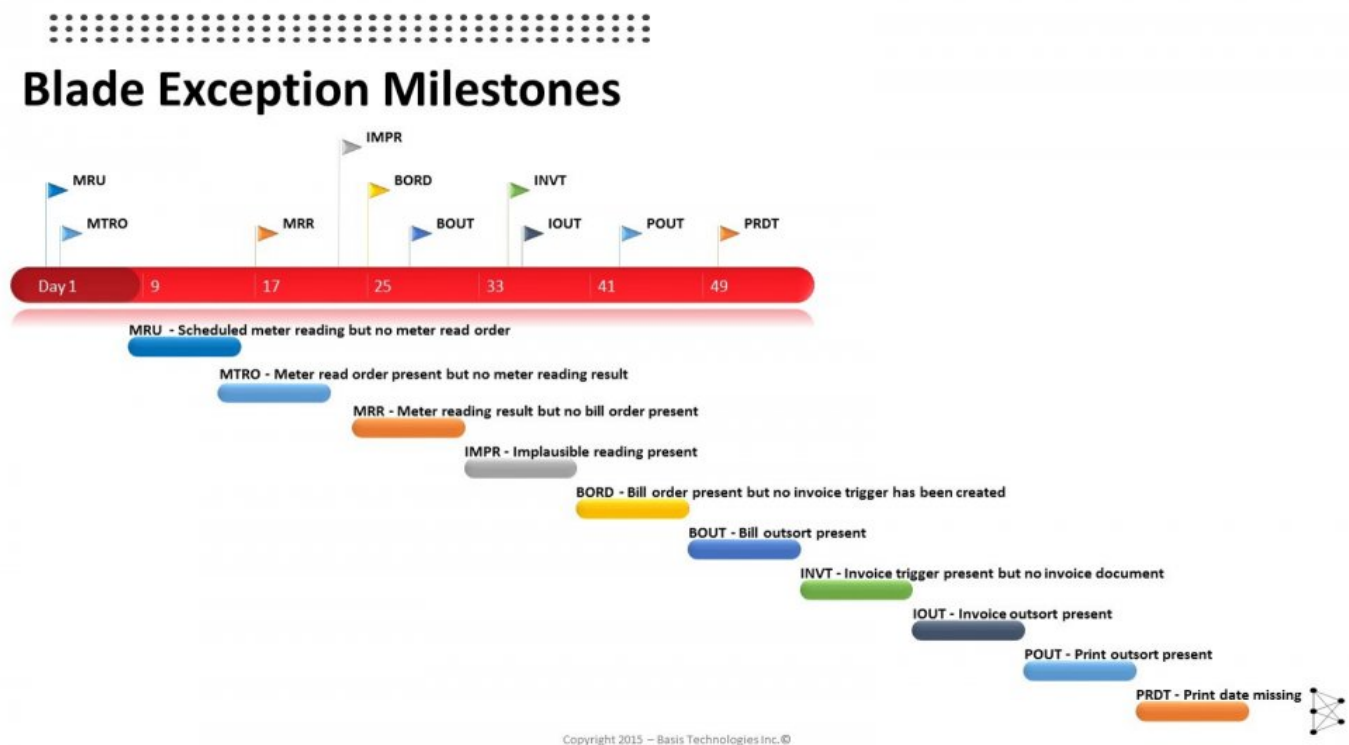 Blade Exception Milestones
IMPR
MRU
BORD
INVT
MTRO
MRR
BOUT
IOUT
POUT
PRDT
Day 1 9 17 25 33 41 49
MRU - Scheduled meter reading but no meter read order
MTRO - Meter read order present but no meter reading result
MRR - Meter reading result but no bill order present
IMPR - Implausible reading present
BORD - Bill order present but no invoice trigger has been created
BOUT - Bill outsort present
INVT - Invoice trigger present but no invoice document
IOUT - Invoice outsort present
POUT - Print outsort present
PRDT - Print date missing
Copyright 2015 – Basis Technologies Inc.©